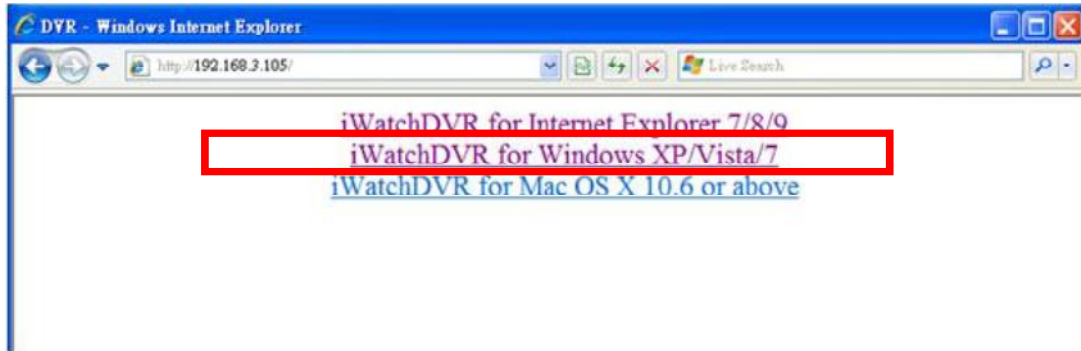 DVR - Windows Internet Explorer
http://192.168.3.105/
Live Search
iWatchDVR for Internet Explorer 7/8/9
iWatchDVR for Windows XP/Vista/7
iWatchDVR for Mac OS X 10.6 or above